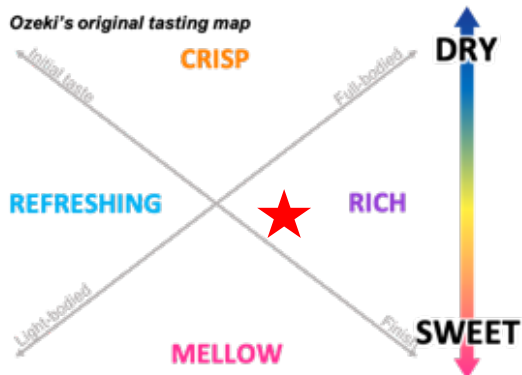 Ozeki's original tasting map
CRISP
DRY
Initial taste
Full-bodied
REFRESHING
RICH
Light-bodied
Finish
SWEET
MELLOW